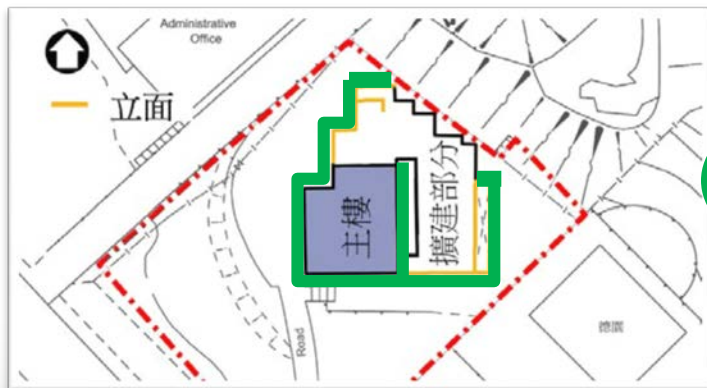 Administrative
Office
立面
主樓
擴建部分
Road
德園